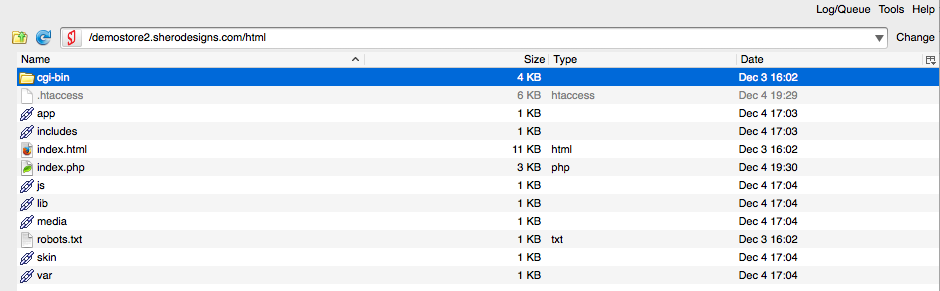 Log/Queue Tools Help
/demostore2.sherodesigns.com/html Change
Name Size Type Date
cgi-bin 4 KB Dec 3 16:02
.htaccess 6 KB htaccess Dec 4 19:29
app 1 KB Dec 4 17:03
includes 1 KB Dec 4 17:03
index.html 11 KB html Dec 3 16:02
index.php 3 KB php Dec 4 19:30
js 1 KB Dec 4 17:04
lib 1 KB Dec 4 17:04
media 1 KB Dec 4 17:04
robots.txt 1 KB txt Dec 3 16:02
skin 1 KB Dec 4 17:04
var 1 KB Dec 4 17:04